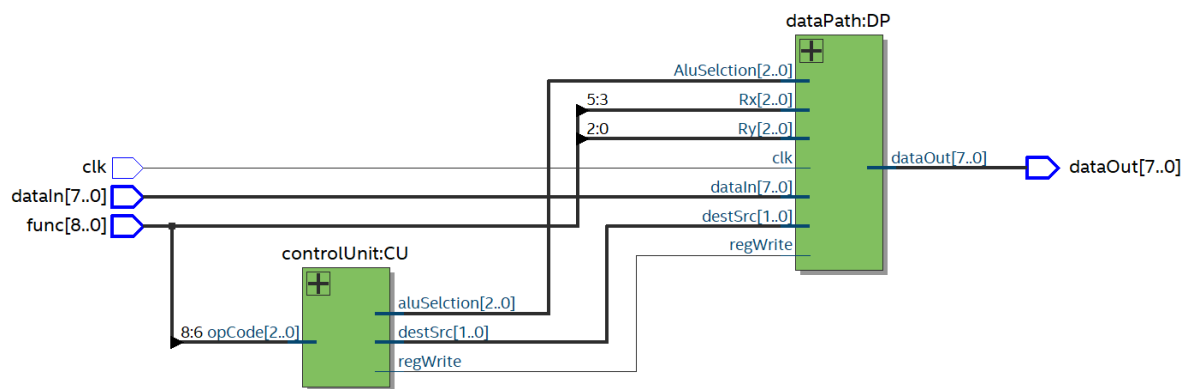 dataPath:DP
AluSelction[2..0]
5:3 Rx[2..0]
2:0 Ry[2..0]
clk
clk
dataOut[7..0]
dataOut[7..0]
dataIn[7..0]
dataIn[7..0]
func[8..0]
destSrc[1..0]
regWrite
controlUnit:CU
aluSelction[2..0]
8:6 opCode[2..0]
destSrc[1..0]
regWrite